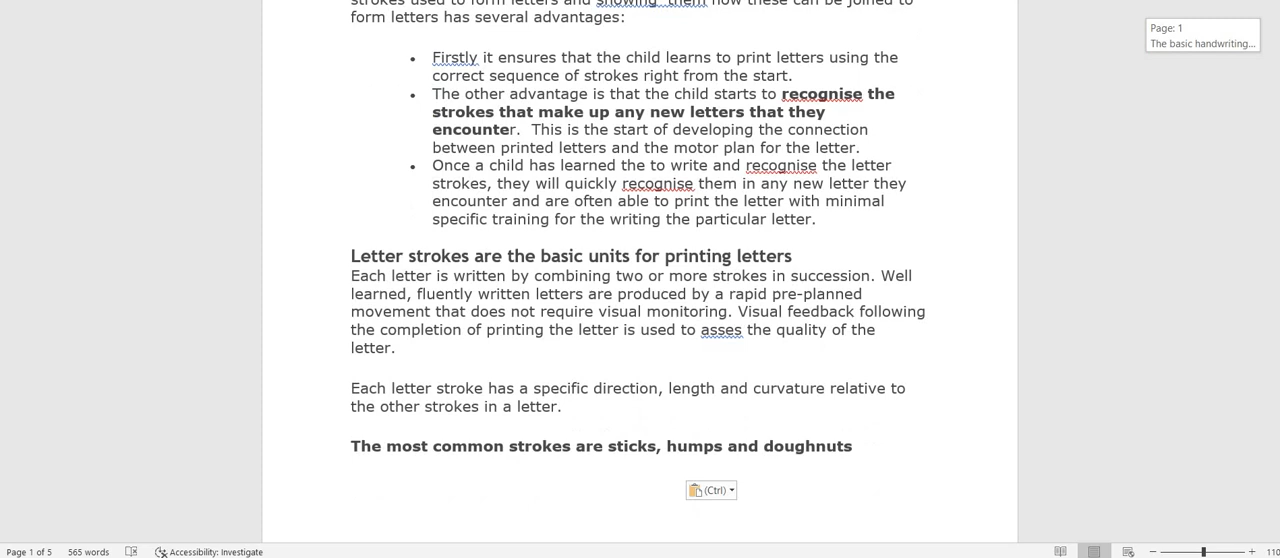 strokes used to form letters and showing  them how these can be joined to
form letters has several advantages:
Page: 1
The basic handwriting...
• Firstly it ensures that the child learns to print letters using the
correct sequence of strokes right from the start.
• The other advantage is that the child starts to recognise the
strokes that make up any new letters that they
encounter.  This is the start of developing the connection
between printed letters and the motor plan for the letter.
• Once a child has learned the to write and recognise the letter
strokes, they will quickly recognise them in any new letter they
encounter and are often able to print the letter with minimal
specific training for the writing the particular letter.
Letter strokes are the basic units for printing letters
Each letter is written by combining two or more strokes in succession. Well
learned, fluently written letters are produced by a rapid pre-planned
movement that does not require visual monitoring. Visual feedback following
the completion of printing the letter is used to asses the quality of the
letter.
Each letter stroke has a specific direction, length and curvature relative to
the other strokes in a letter.
The most common strokes are sticks, humps and doughnuts
(Ctrl)
Page 1 of 5 565 words Accessibility: Investigate 110